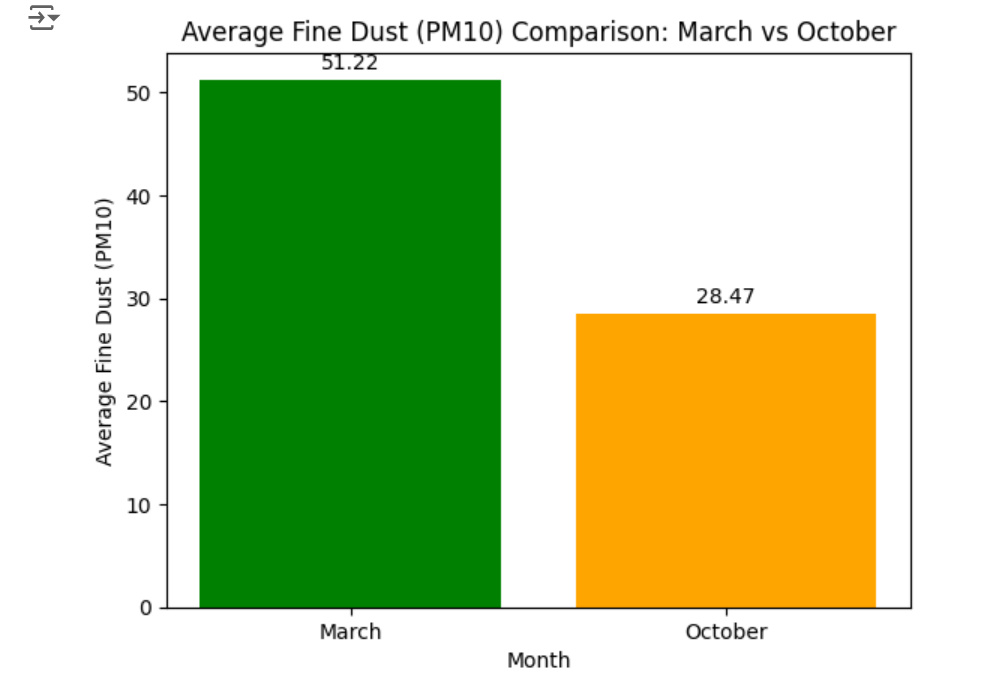 Average Fine Dust (PM10) Comparison: March vs October
51.22
50
40
30
28.47
20
10
0
Average Fine Dust (PM10)
March
October
Month